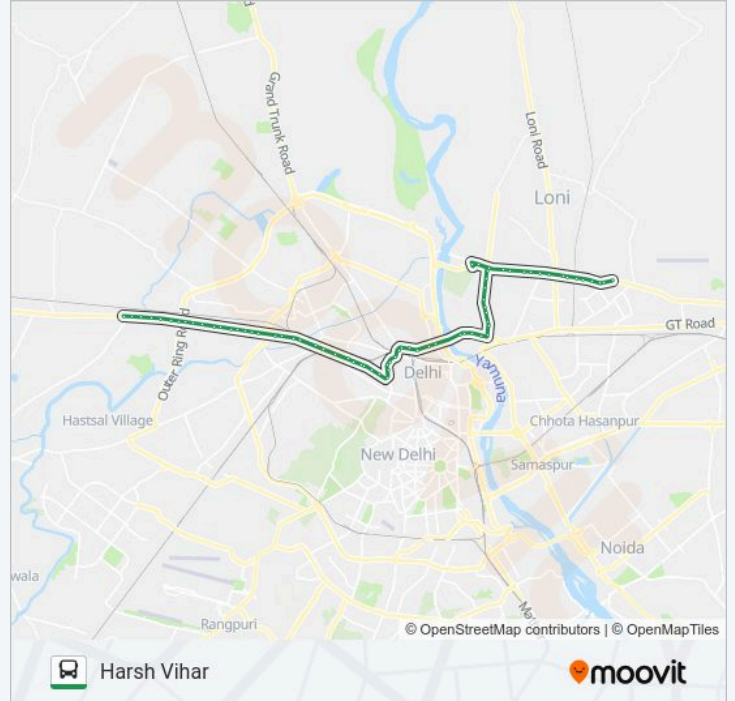 Grand Trunk Road
Loni Road
Loni
Outer Ring Road
GT Road
Delhi
Yamuna
Hastsal Village
Chhota Hasanpur
New Delhi
Samaspur
Noida
wala
Rangpuri
Mat
© OpenStreetMap contributors | © OpenMapTiles
Harsh Vihar
moovit